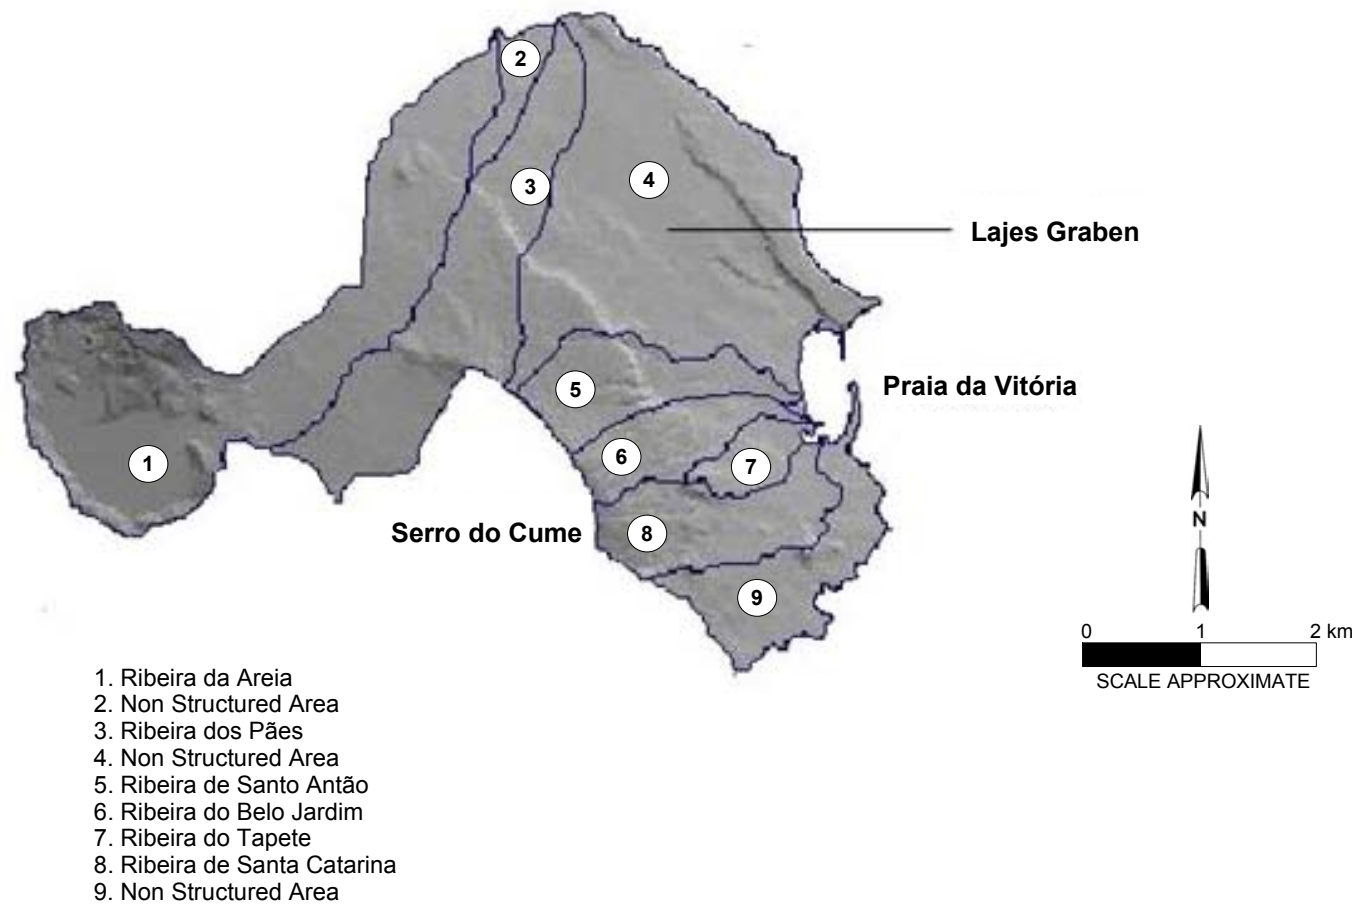 2
3
4
Lajes Graben
Praia da Vitória
5
6
7
1
Serro do Cume
8
9
N
0 1 2 km
SCALE APPROXIMATE
1. Ribeira da Areia
2. Non Structured Area
3. Ribeira dos Pães
4. Non Structured Area
5. Ribeira de Santo Antão
6. Ribeira do Belo Jardim
7. Ribeira do Tapete
8. Ribeira de Santa Catarina
9. Non Structured Area